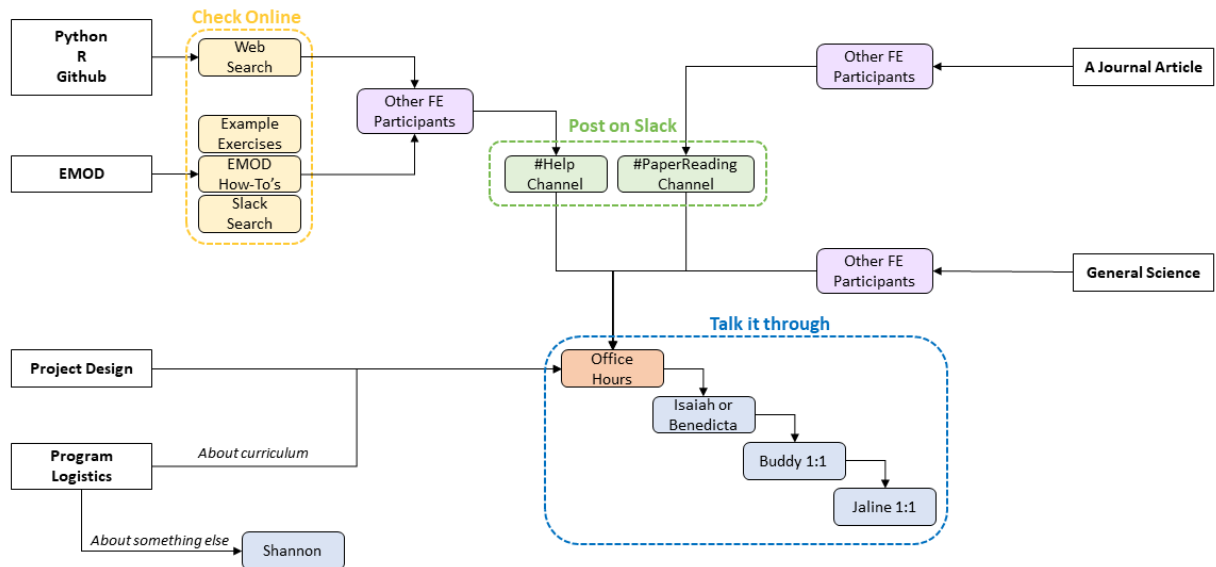 Check Online
Python
R
Github
Web
Search
Other FE
Participants
A Journal Article
Other FE
Participants
Example
Exercises
Post on Slack
EMOD
EMOD
How-To's
#Help
Channel
#PaperReading
Channel
Slack
Search
Other FE
Participants
General Science
Talk it through
Project Design
Office
Hours
Isaiah or
Benedicta
Program
Logistics
About curriculum
Buddy 1:1
Jaline 1:1
About something else
Shannon